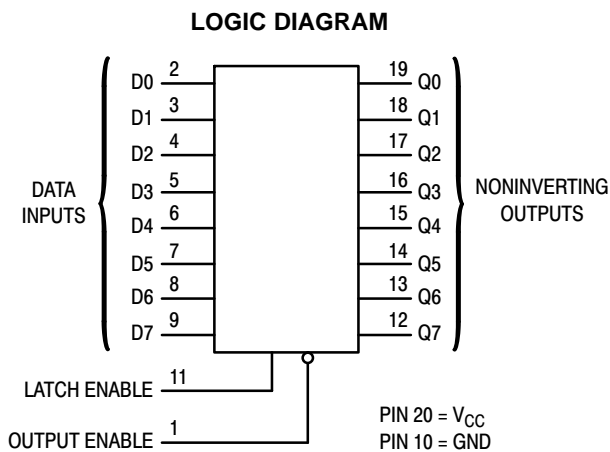 LOGIC DIAGRAM
D0 2 19 Q0
D1 3 18 Q1
D2 4 17 Q2
D3 5 16 Q3
D4 6 15 Q4
D5 7 14 Q5
D6 8 13 Q6
D7 9 12 Q7
DATA
INPUTS
NONINVERTING
OUTPUTS
LATCH ENABLE 11
OUTPUT ENABLE 1
PIN 20 = VCC
PIN 10 = GND